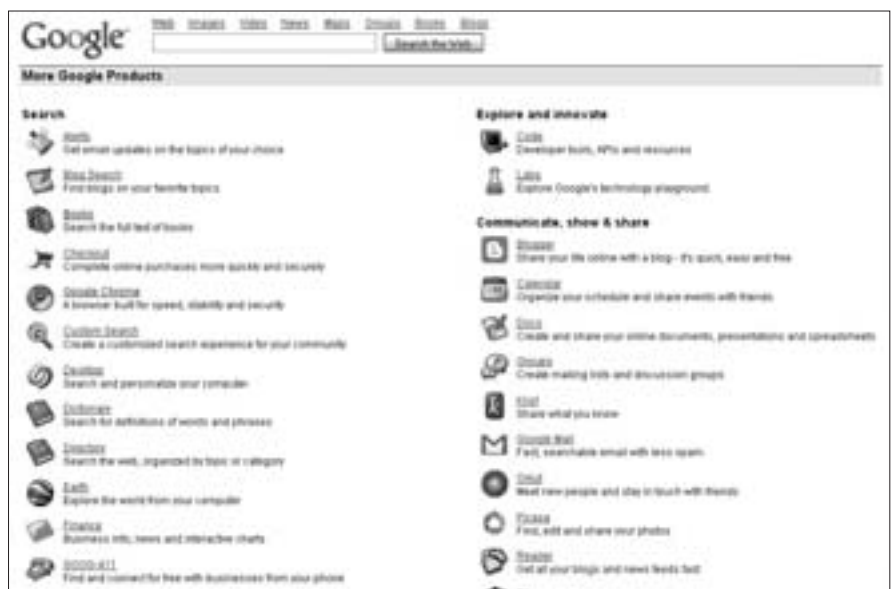 Google
Web Images Video News Maps Groups Books Blogs
Search the Web
More Google Products
Search
Alerts
Get email updates on the topics of your choice
Blog Search
Find blogs on your favorite topics
Books
Search the full text of books
Checkout
Complete online purchases more quickly and securely
Google Chrome
A browser built for speed, stability and security
Custom Search
Create a customized search experience for your community
Desktop
Search and personalize your computer
Dictionary
Search for definitions of words and phrases
Directory
Search the web, organized by topic or category
Earth
Explore the world from your computer
Finance
Business info, news and interactive charts
GOOG-411
Find and connect for free with businesses from your phone
Explore and innovate
Code
Developer tools, APIs and resources
Labs
Explore Google's technology playground
Communicate, show & share
Blogger
Share your life online with a blog - it's quick, easy and free
Calendar
Organize your schedule and share events with friends
Docs
Create and share your online documents, presentations and spreadsheets
Groups
Create mailing lists and discussion groups
Knol
Share what you know
Google Mail
Fast, searchable email with less spam
Orkut
Meet new people and stay in touch with friends
Picasa
Find, edit and share your photos
Reader
Get all your blogs and news feeds fast